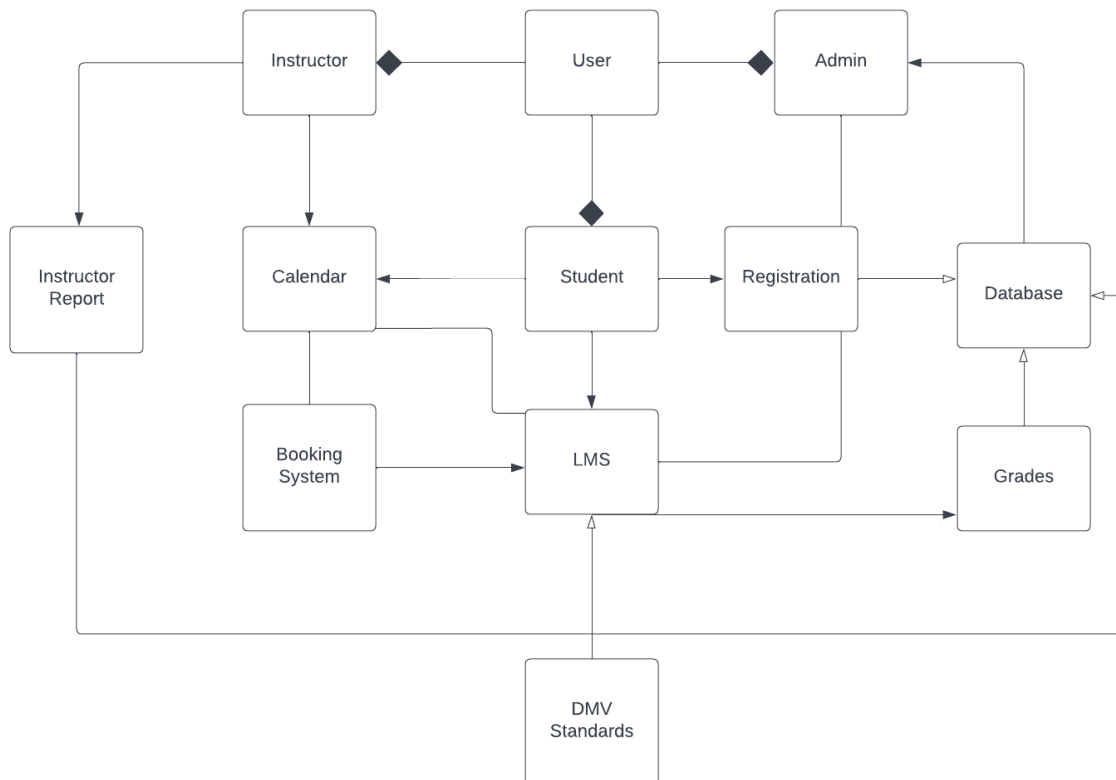 Instructor
User
Admin
Instructor
Report
Calendar
Student
Registration
Database
Booking
System
LMS
Grades
DMV
Standards